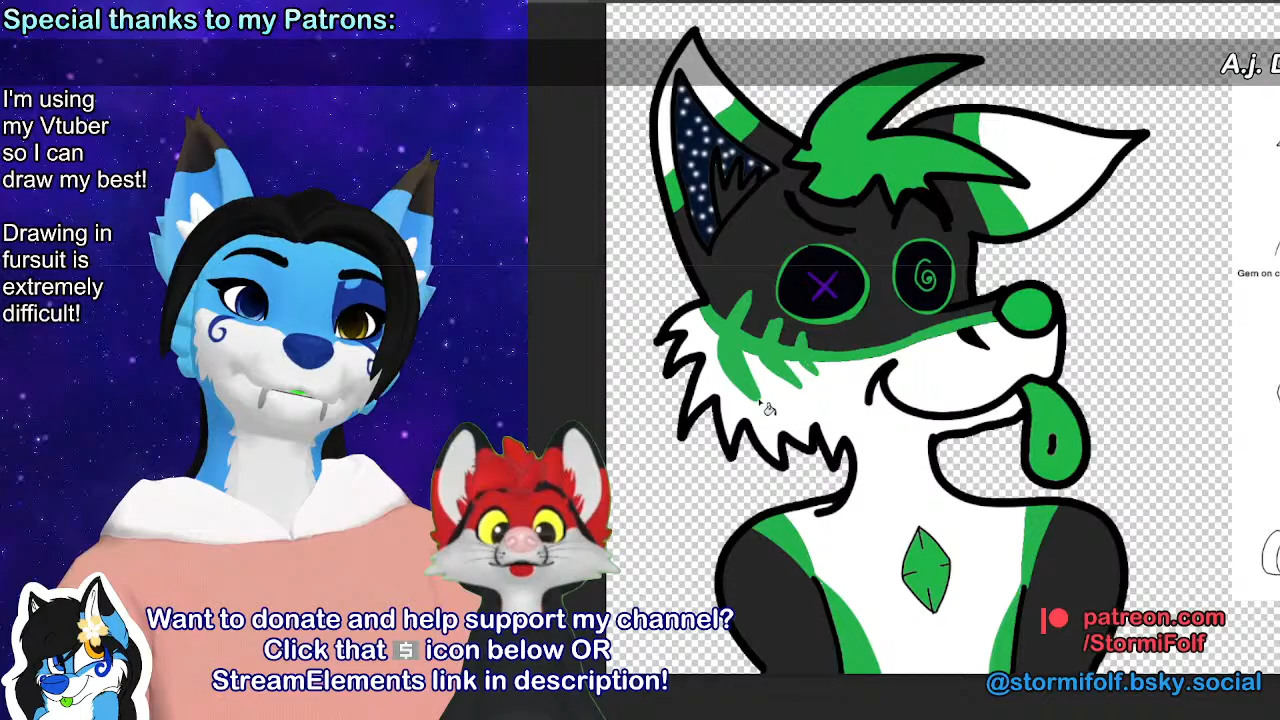 Special thanks to my Patrons:
A.j.
I'm using
my Vtuber
so I can
draw my best!
Drawing in
fursuit is
extremely
difficult!
Gem on c
Want to donate and help support my channel?
Click that $ icon below OR
StreamElements link in description!
patreon.com
/StormiFolf
@stormifolf.bsky.social